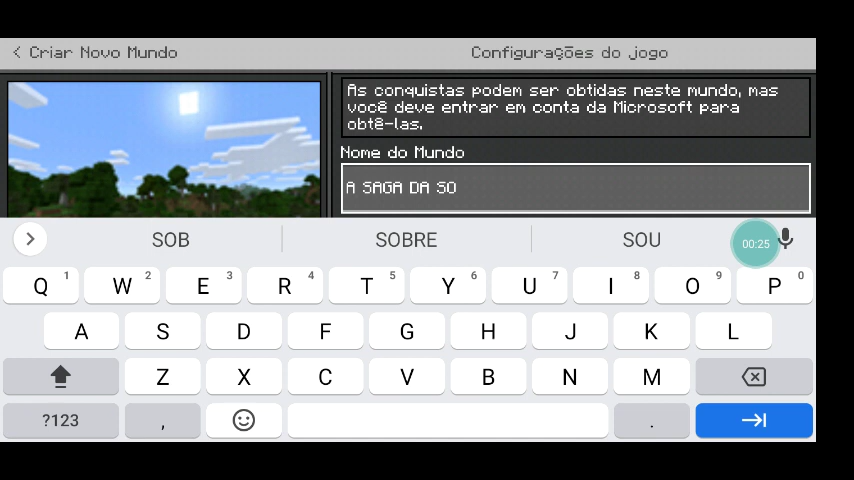 < Criar Novo Mundo
Configurações do jogo
As conquistas podem ser obtidas neste mundo, mas
você deve entrar em conta da Microsoft para
obtê-las.
Nome do Mundo
A SAGA DA SO
SOB SOBRE SOU
00:25
Q 1 W 2 E 3 R 4 T 5 Y 6 U 7 I 8 O 9 P 0
A S D F G H J K L
Z X C V B N M
?123 , .